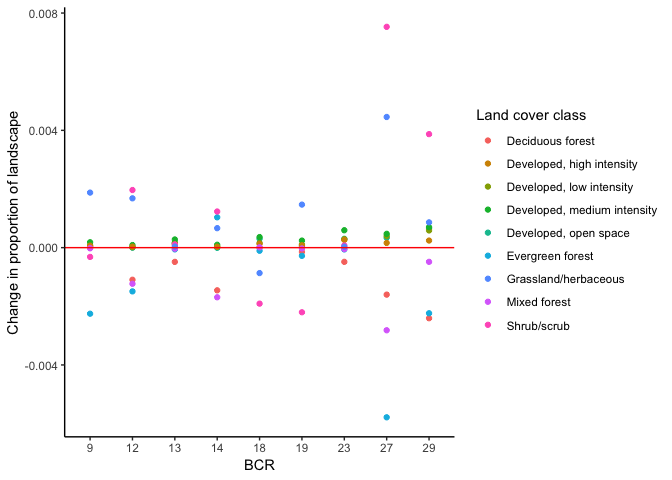 0.008
0.004
0.000
-0.004
Change in proportion of landscape
9 12 13 14 18 19 23 27 29
BCR
Land cover class
Deciduous forest
Developed, high intensity
Developed, low intensity
Developed, medium intensity
Developed, open space
Evergreen forest
Grassland/herbaceous
Mixed forest
Shrub/scrub